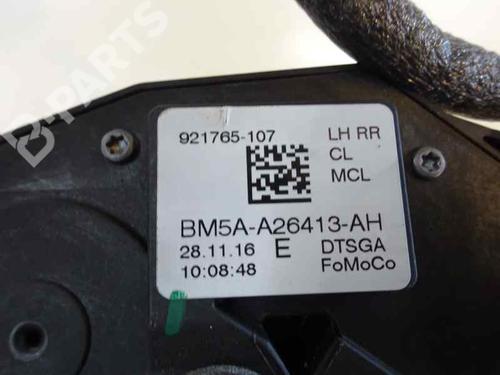 B-PARTS
921765-107 LH RR
CL
MCL
BM5A-A26413-AH
28.11.16 E DTSGA
10:08:48 FoMoCo